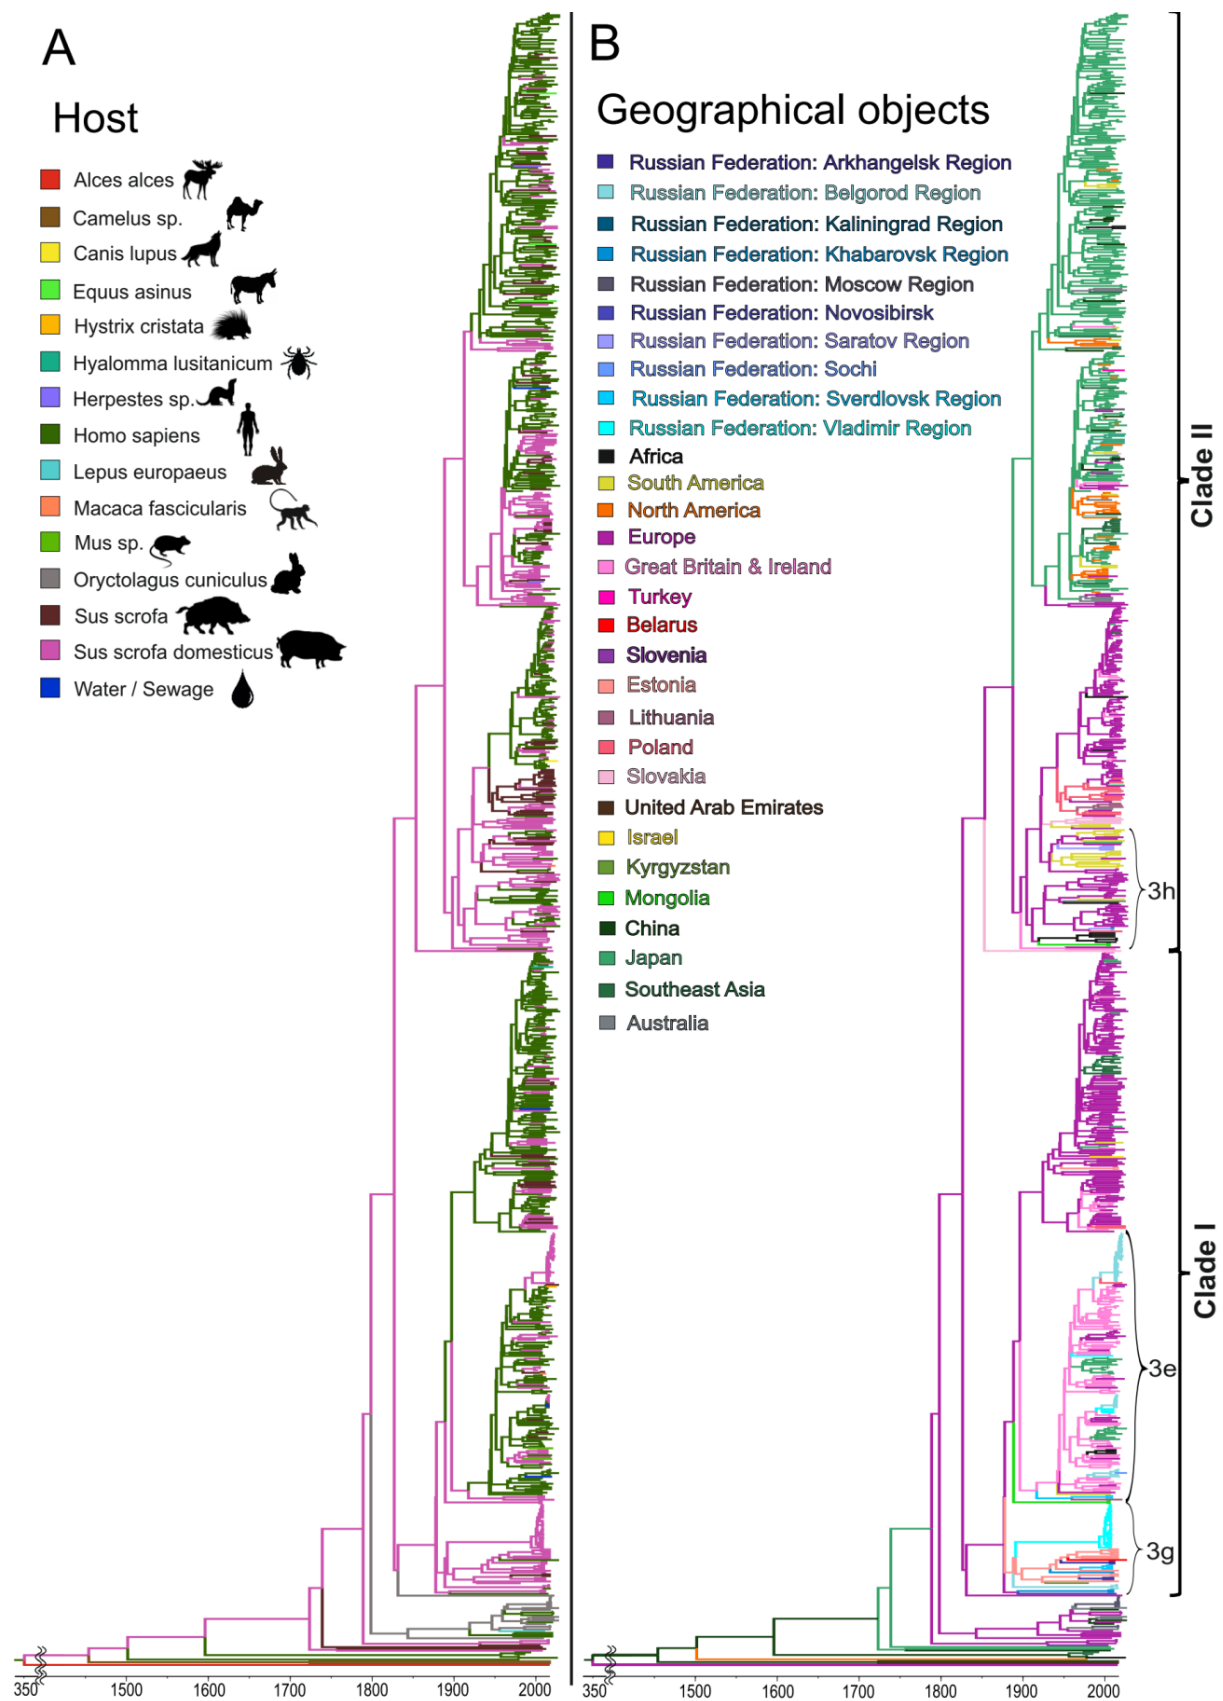 A
Host
Alces alces
Camelus sp.
Canis lupus
Equus asinus
Hystrix cristata
Hyalomma lusitanicum
Herpestes sp.
Homo sapiens
Lepus europaeus
Macaca fascicularis
Mus sp.
Oryctolagus cuniculus
Sus scrofa
Sus scrofa domesticus
Water / Sewage
350 1500 1600 1700 1800 1900 2000
B
Geographical objects
Russian Federation: Arkhangelsk Region
Russian Federation: Belgorod Region
Russian Federation: Kaliningrad Region
Russian Federation: Khabarovsk Region
Russian Federation: Moscow Region
Russian Federation: Novosibirsk
Russian Federation: Saratov Region
Russian Federation: Sochi
Russian Federation: Sverdlovsk Region
Russian Federation: Vladimir Region
Africa
South America
North America
Europe
Great Britain & Ireland
Turkey
Belarus
Slovenia
Estonia
Lithuania
Poland
Slovakia
United Arab Emirates
Israel
Kyrgyzstan
Mongolia
China
Japan
Southeast Asia
Australia
Clade II
3h
Clade I
3e
3g
350 1500 1600 1700 1800 1900 2000